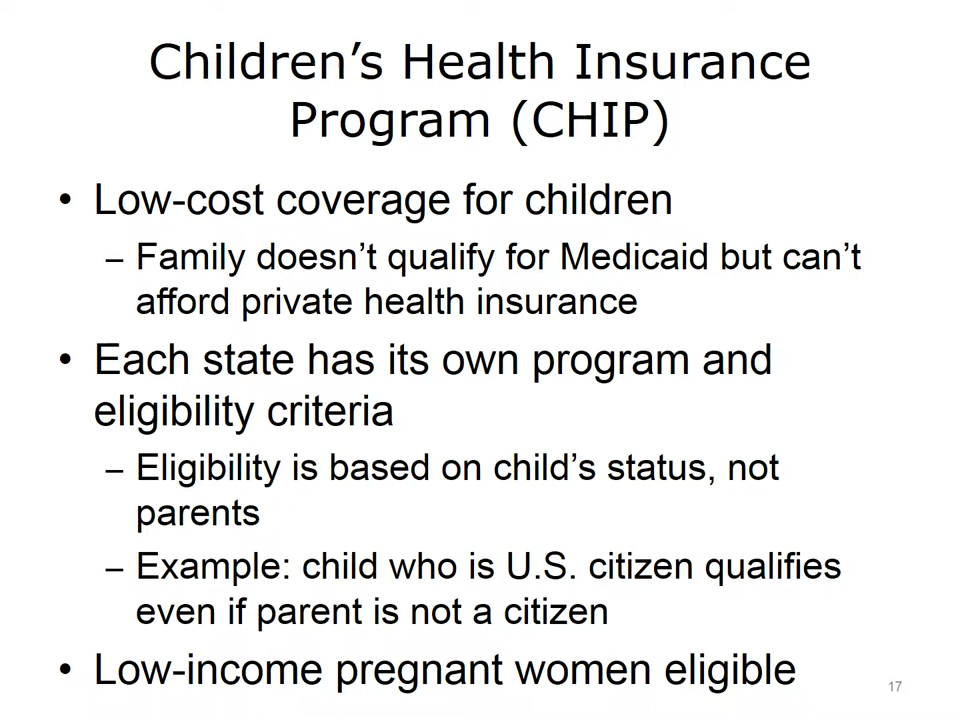 Children’s Health Insurance
Program (CHIP)
• Low-cost coverage for children
– Family doesn’t qualify for Medicaid but can’t
afford private health insurance
• Each state has its own program and
eligibility criteria
– Eligibility is based on child’s status, not
parents
– Example: child who is U.S. citizen qualifies
even if parent is not a citizen
• Low-income pregnant women eligible
17